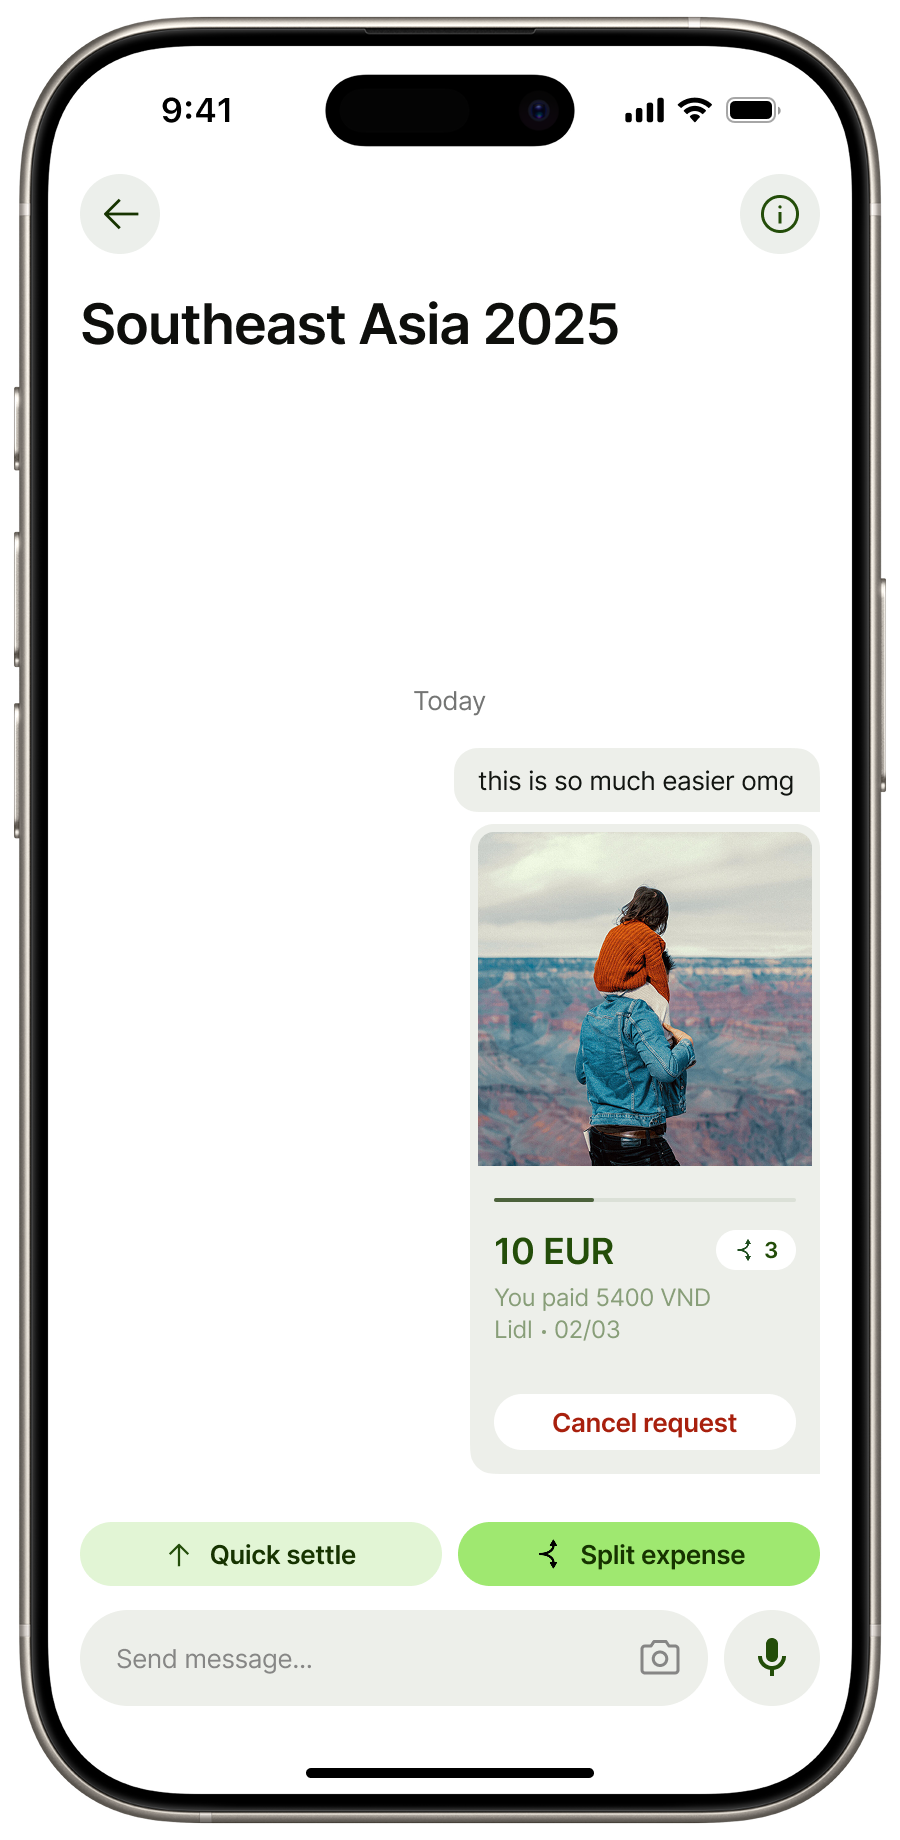 9:41
Southeast Asia 2025
Today
this is so much easier omg
10 EUR
3
You paid 5400 VND
Lidl • 02/03
Cancel request
Quick settle
Split expense
Send message...